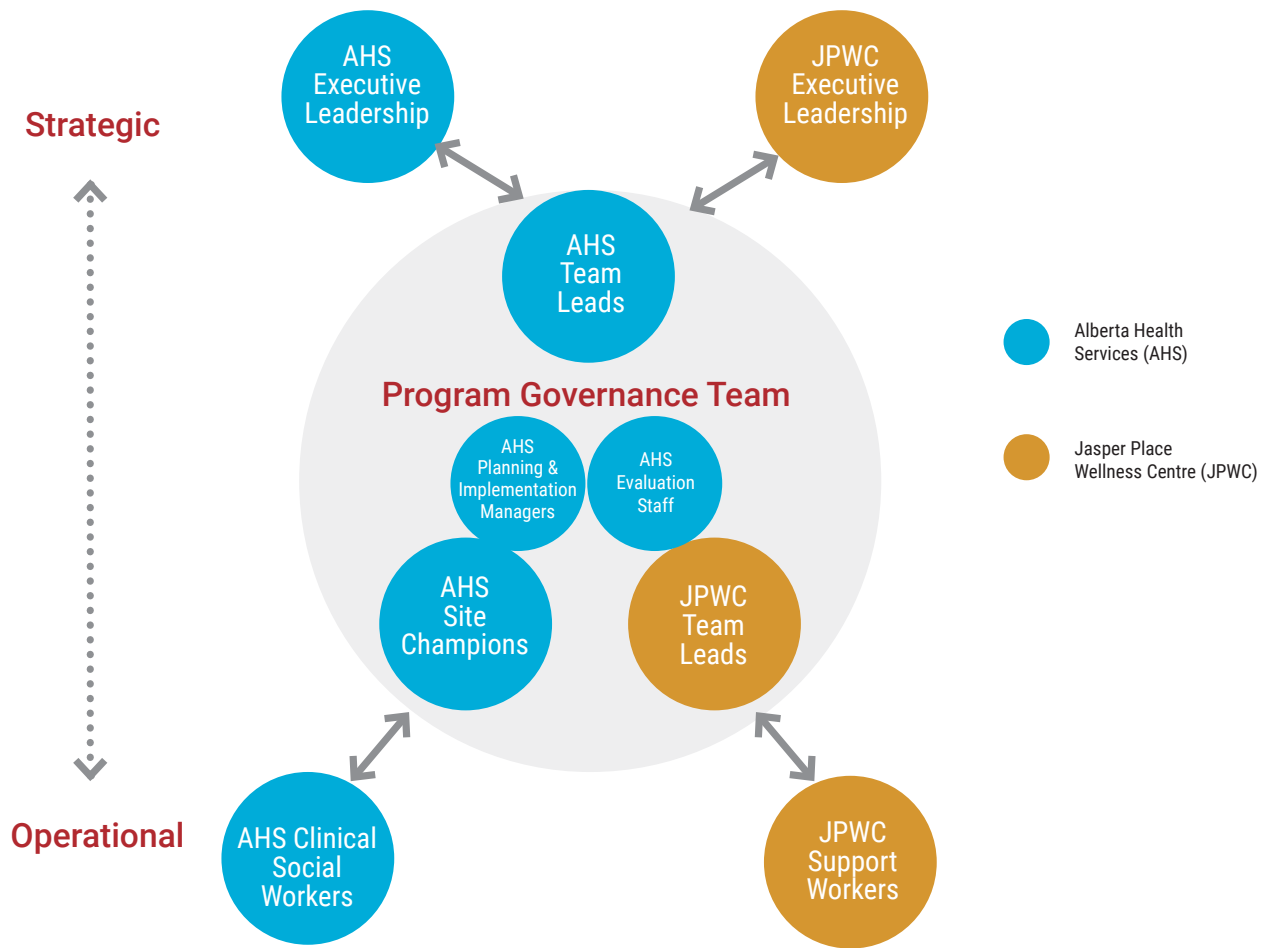 Strategic
AHS
Executive
Leadership
JPWC
Executive
Leadership
AHS
Team
Leads
Program Governance Team
AHS
Planning &
Implementation
Managers
AHS
Evaluation
Staff
AHS
Site
Champions
JPWC
Team
Leads
Operational
AHS Clinical
Social
Workers
JPWC
Support
Workers
Alberta Health
Services (AHS)
Jasper Place
Wellness Centre (JPWC)